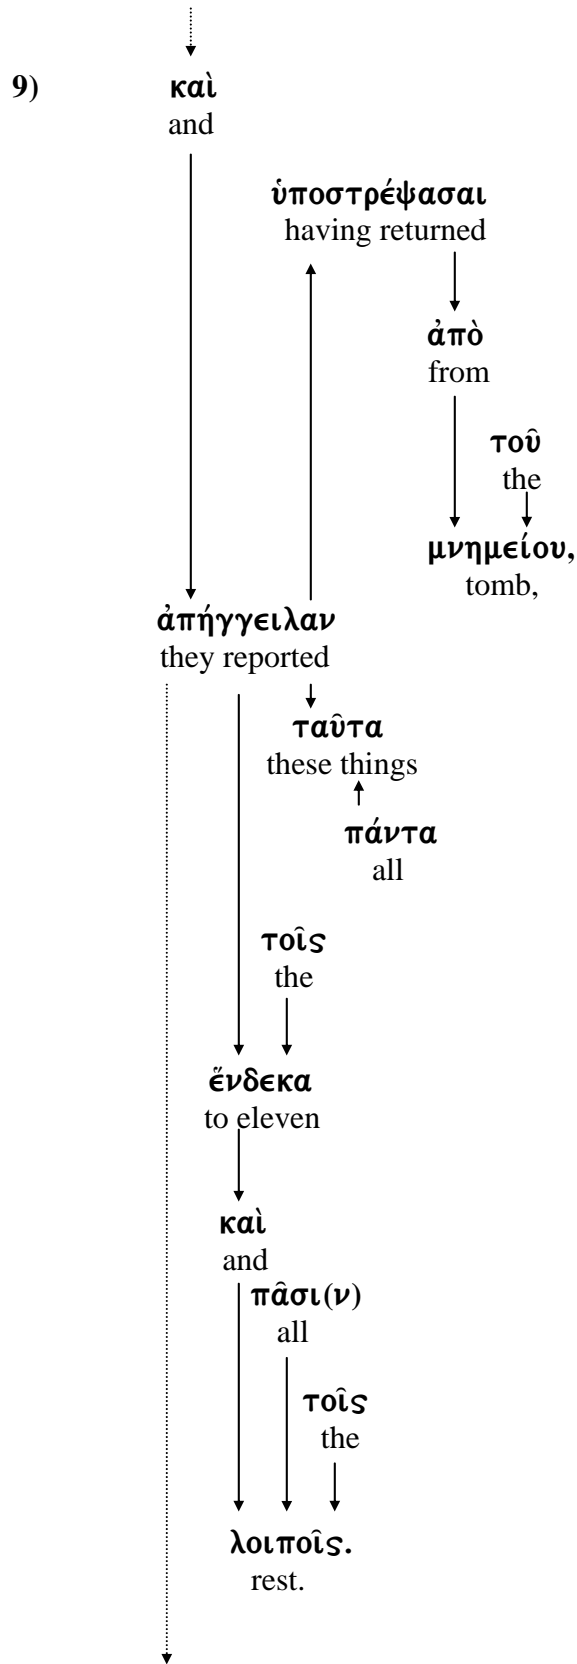 9) καὶ
and
ὑποστρέψασαι
having returned
ἀπὸ
from
τοῦ
the
μνημείου,
tomb,
ἀπήγγειλαν
they reported
ταῦτα
these things
πάντα
all
τοῖς
the
ἕνδεκα
to eleven
καὶ
and
πᾶσι(ν)
all
τοῖς
the
λοιποῖς.
rest.